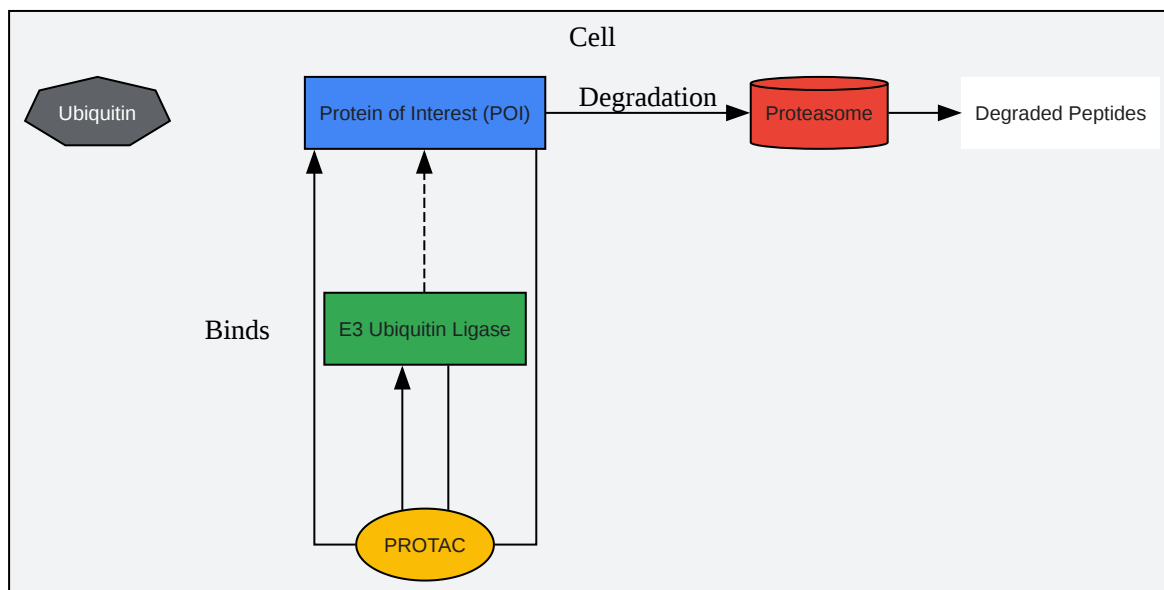 Cell
Ubiquitin
Protein of Interest (POI)
Degradation
Proteasome
Degraded Peptides
Binds
E3 Ubiquitin Ligase
PROTAC